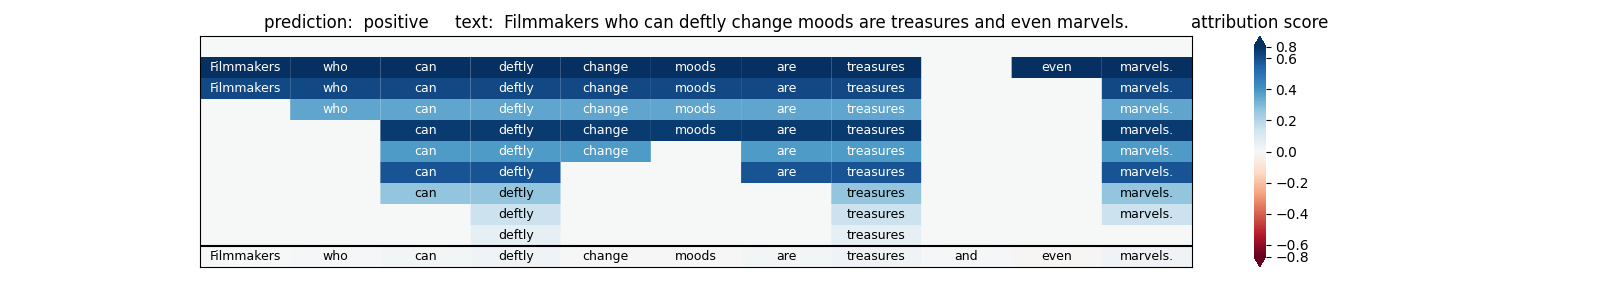 prediction:  positive     text:  Filmmakers who can deftly change moods are treasures and even marvels.
attribution score
Filmmakers who can deftly change moods are treasures even marvels.
Filmmakers who can deftly change moods are treasures marvels.
who can deftly change moods are treasures marvels.
can deftly change moods are treasures marvels.
can deftly change are treasures marvels.
can deftly are treasures marvels.
can deftly treasures marvels.
deftly treasures marvels.
deftly treasures
Filmmakers who can deftly change moods are treasures and even marvels.
0.8
0.6
0.4
0.2
0.0
−0.2
−0.4
−0.6
−0.8